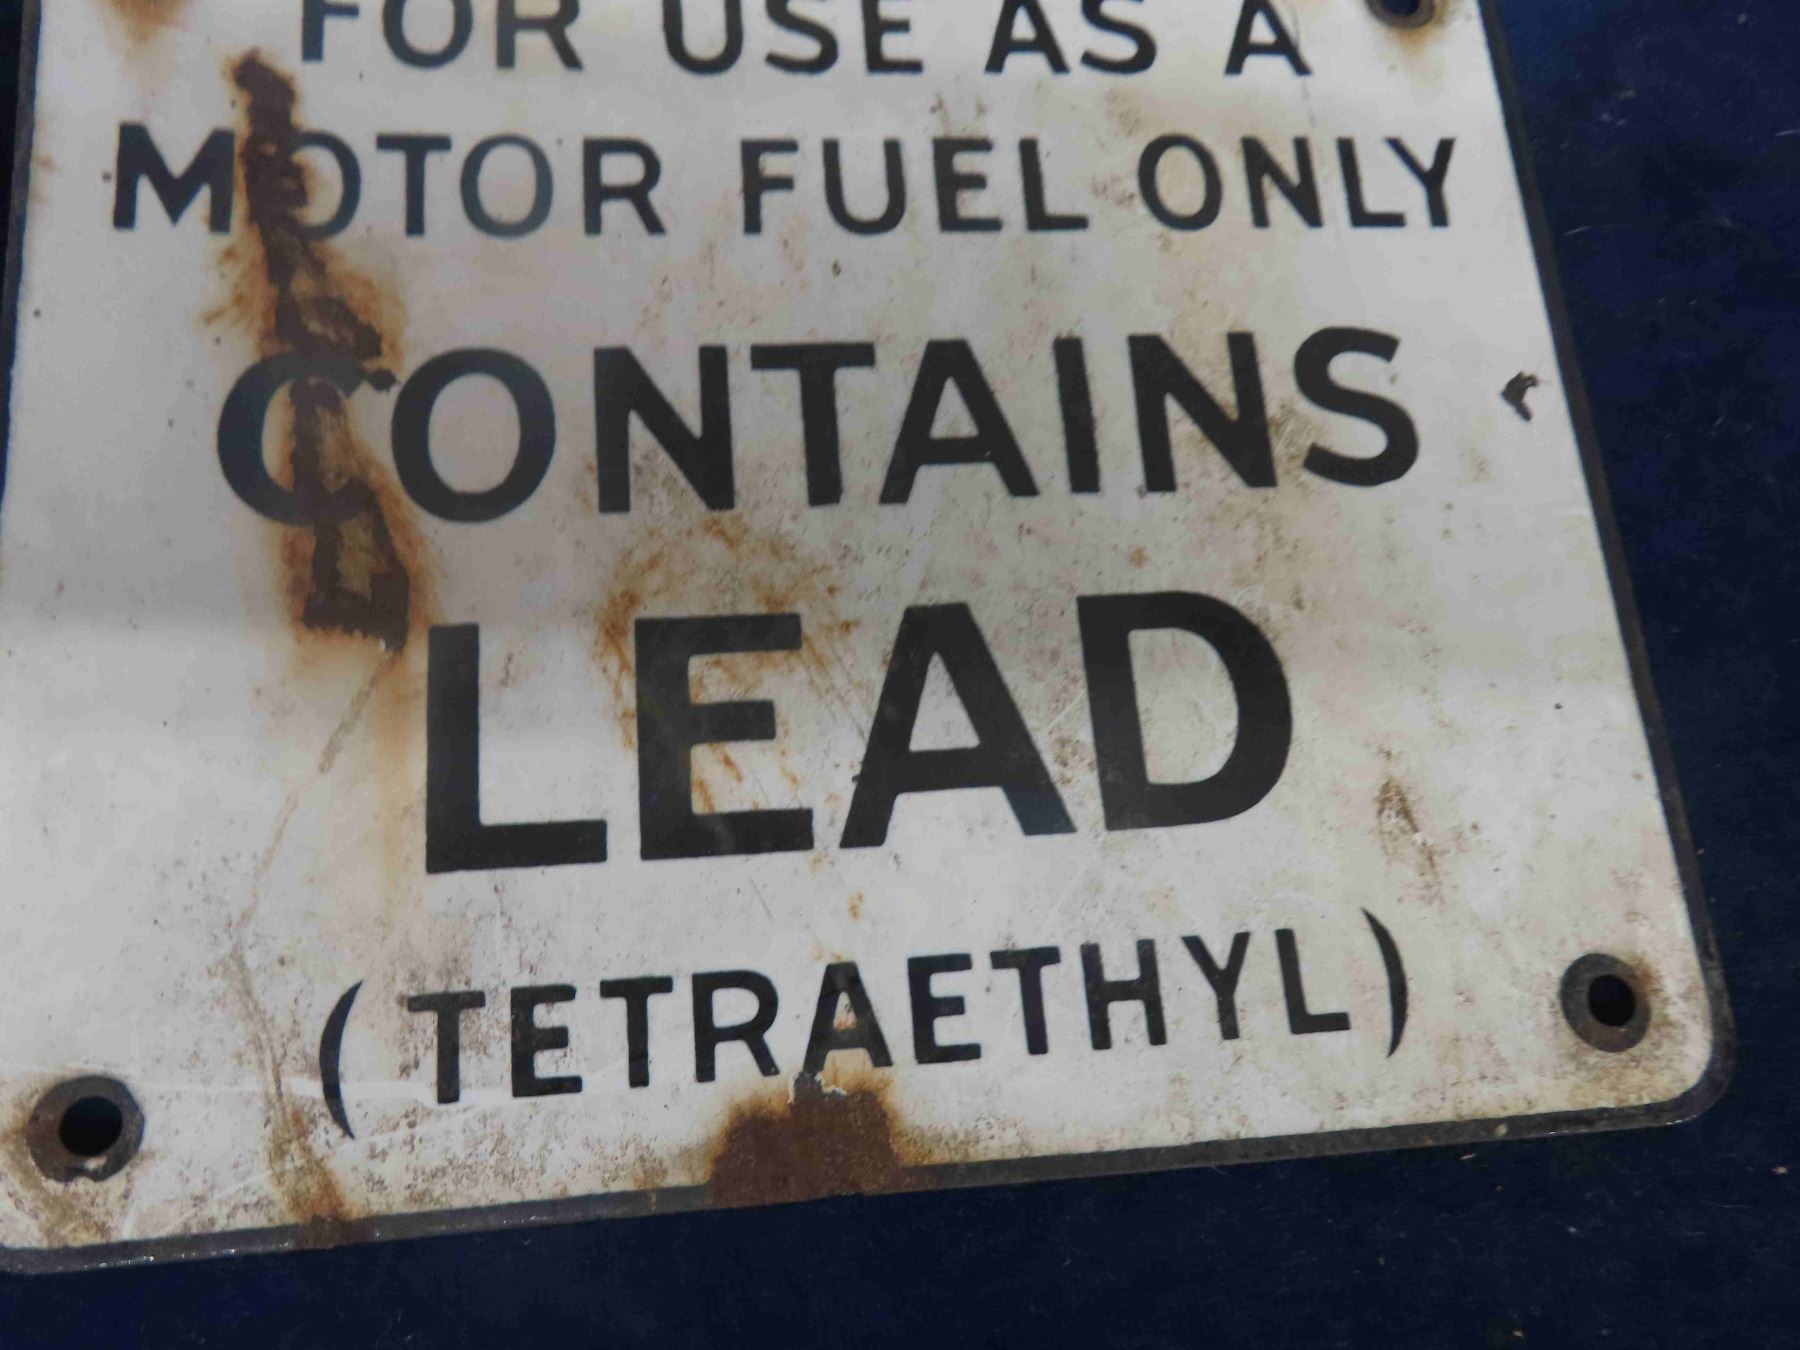 FOR USE AS A
MOTOR FUEL ONLY
CONTAINS
LEAD
(TETRAETHYL)